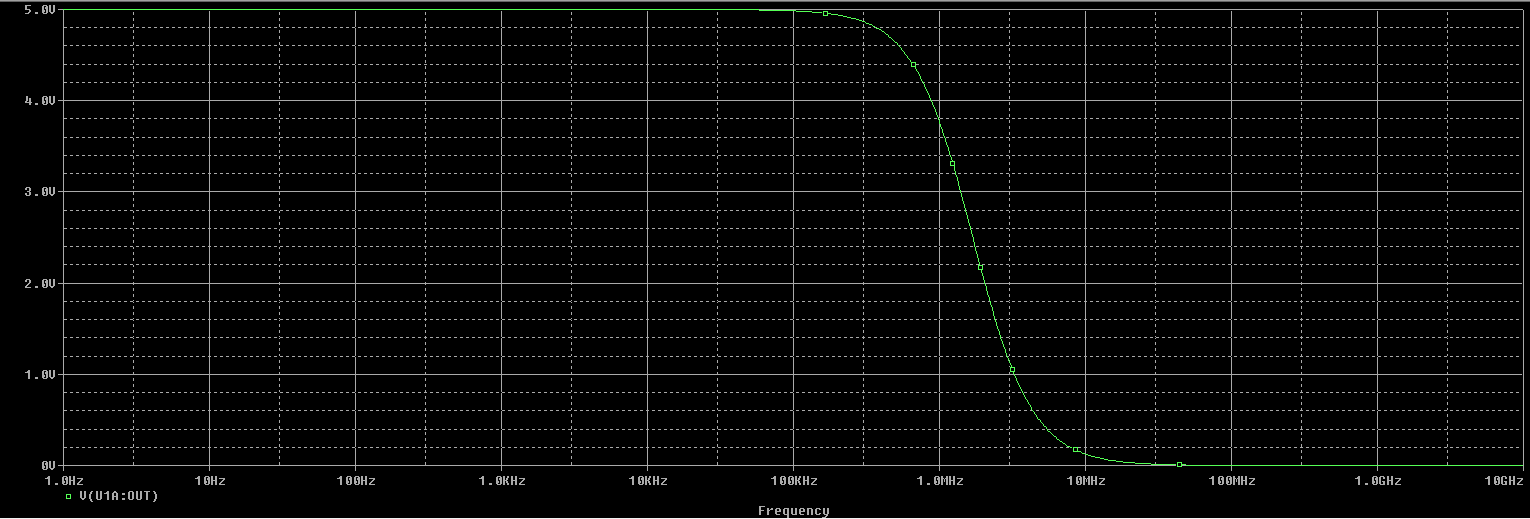 5.0V
4.0V
3.0V
2.0V
1.0V
0V
1.0Hz 10Hz 100Hz 1.0KHz 10KHz 100KHz 1.0MHz 10MHz 100MHz 1.0GHz 10GHz
V(U1A:OUT)
Frequency